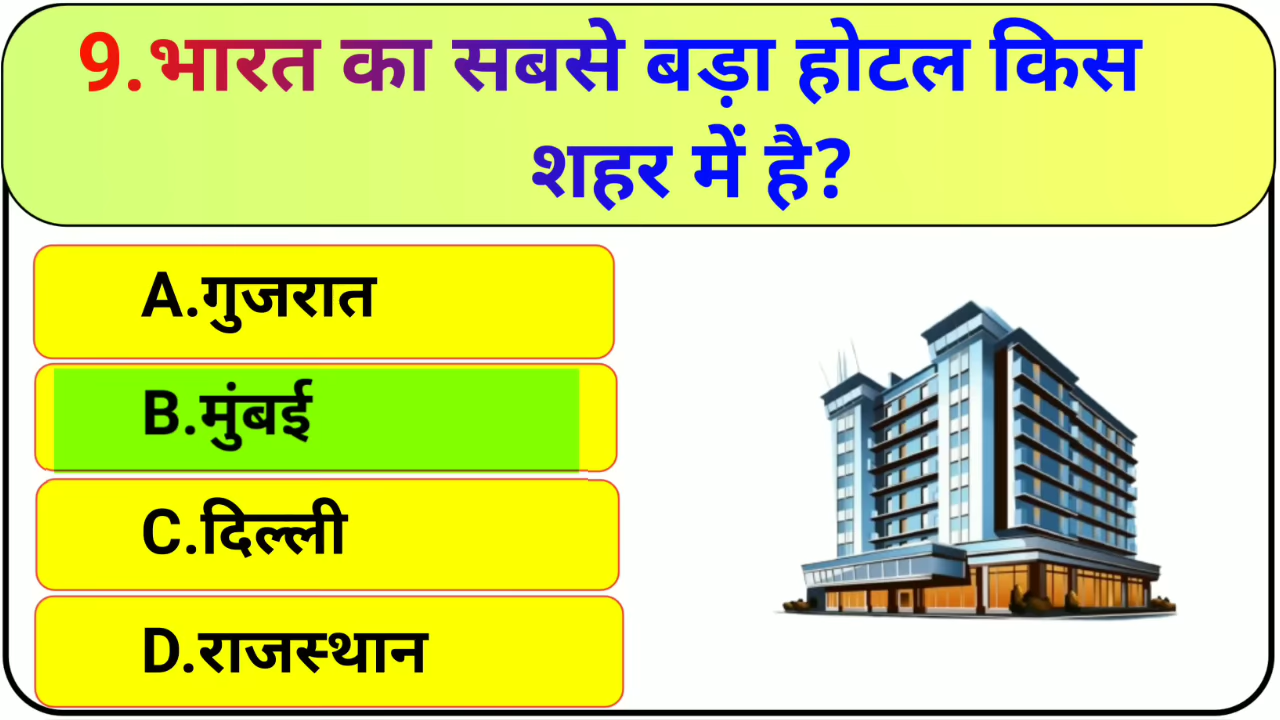 9.भारत का सबसे बड़ा होटल किस
शहर में है?
A.गुजरात
B.मुंबई
C.दिल्ली
D.राजस्थान